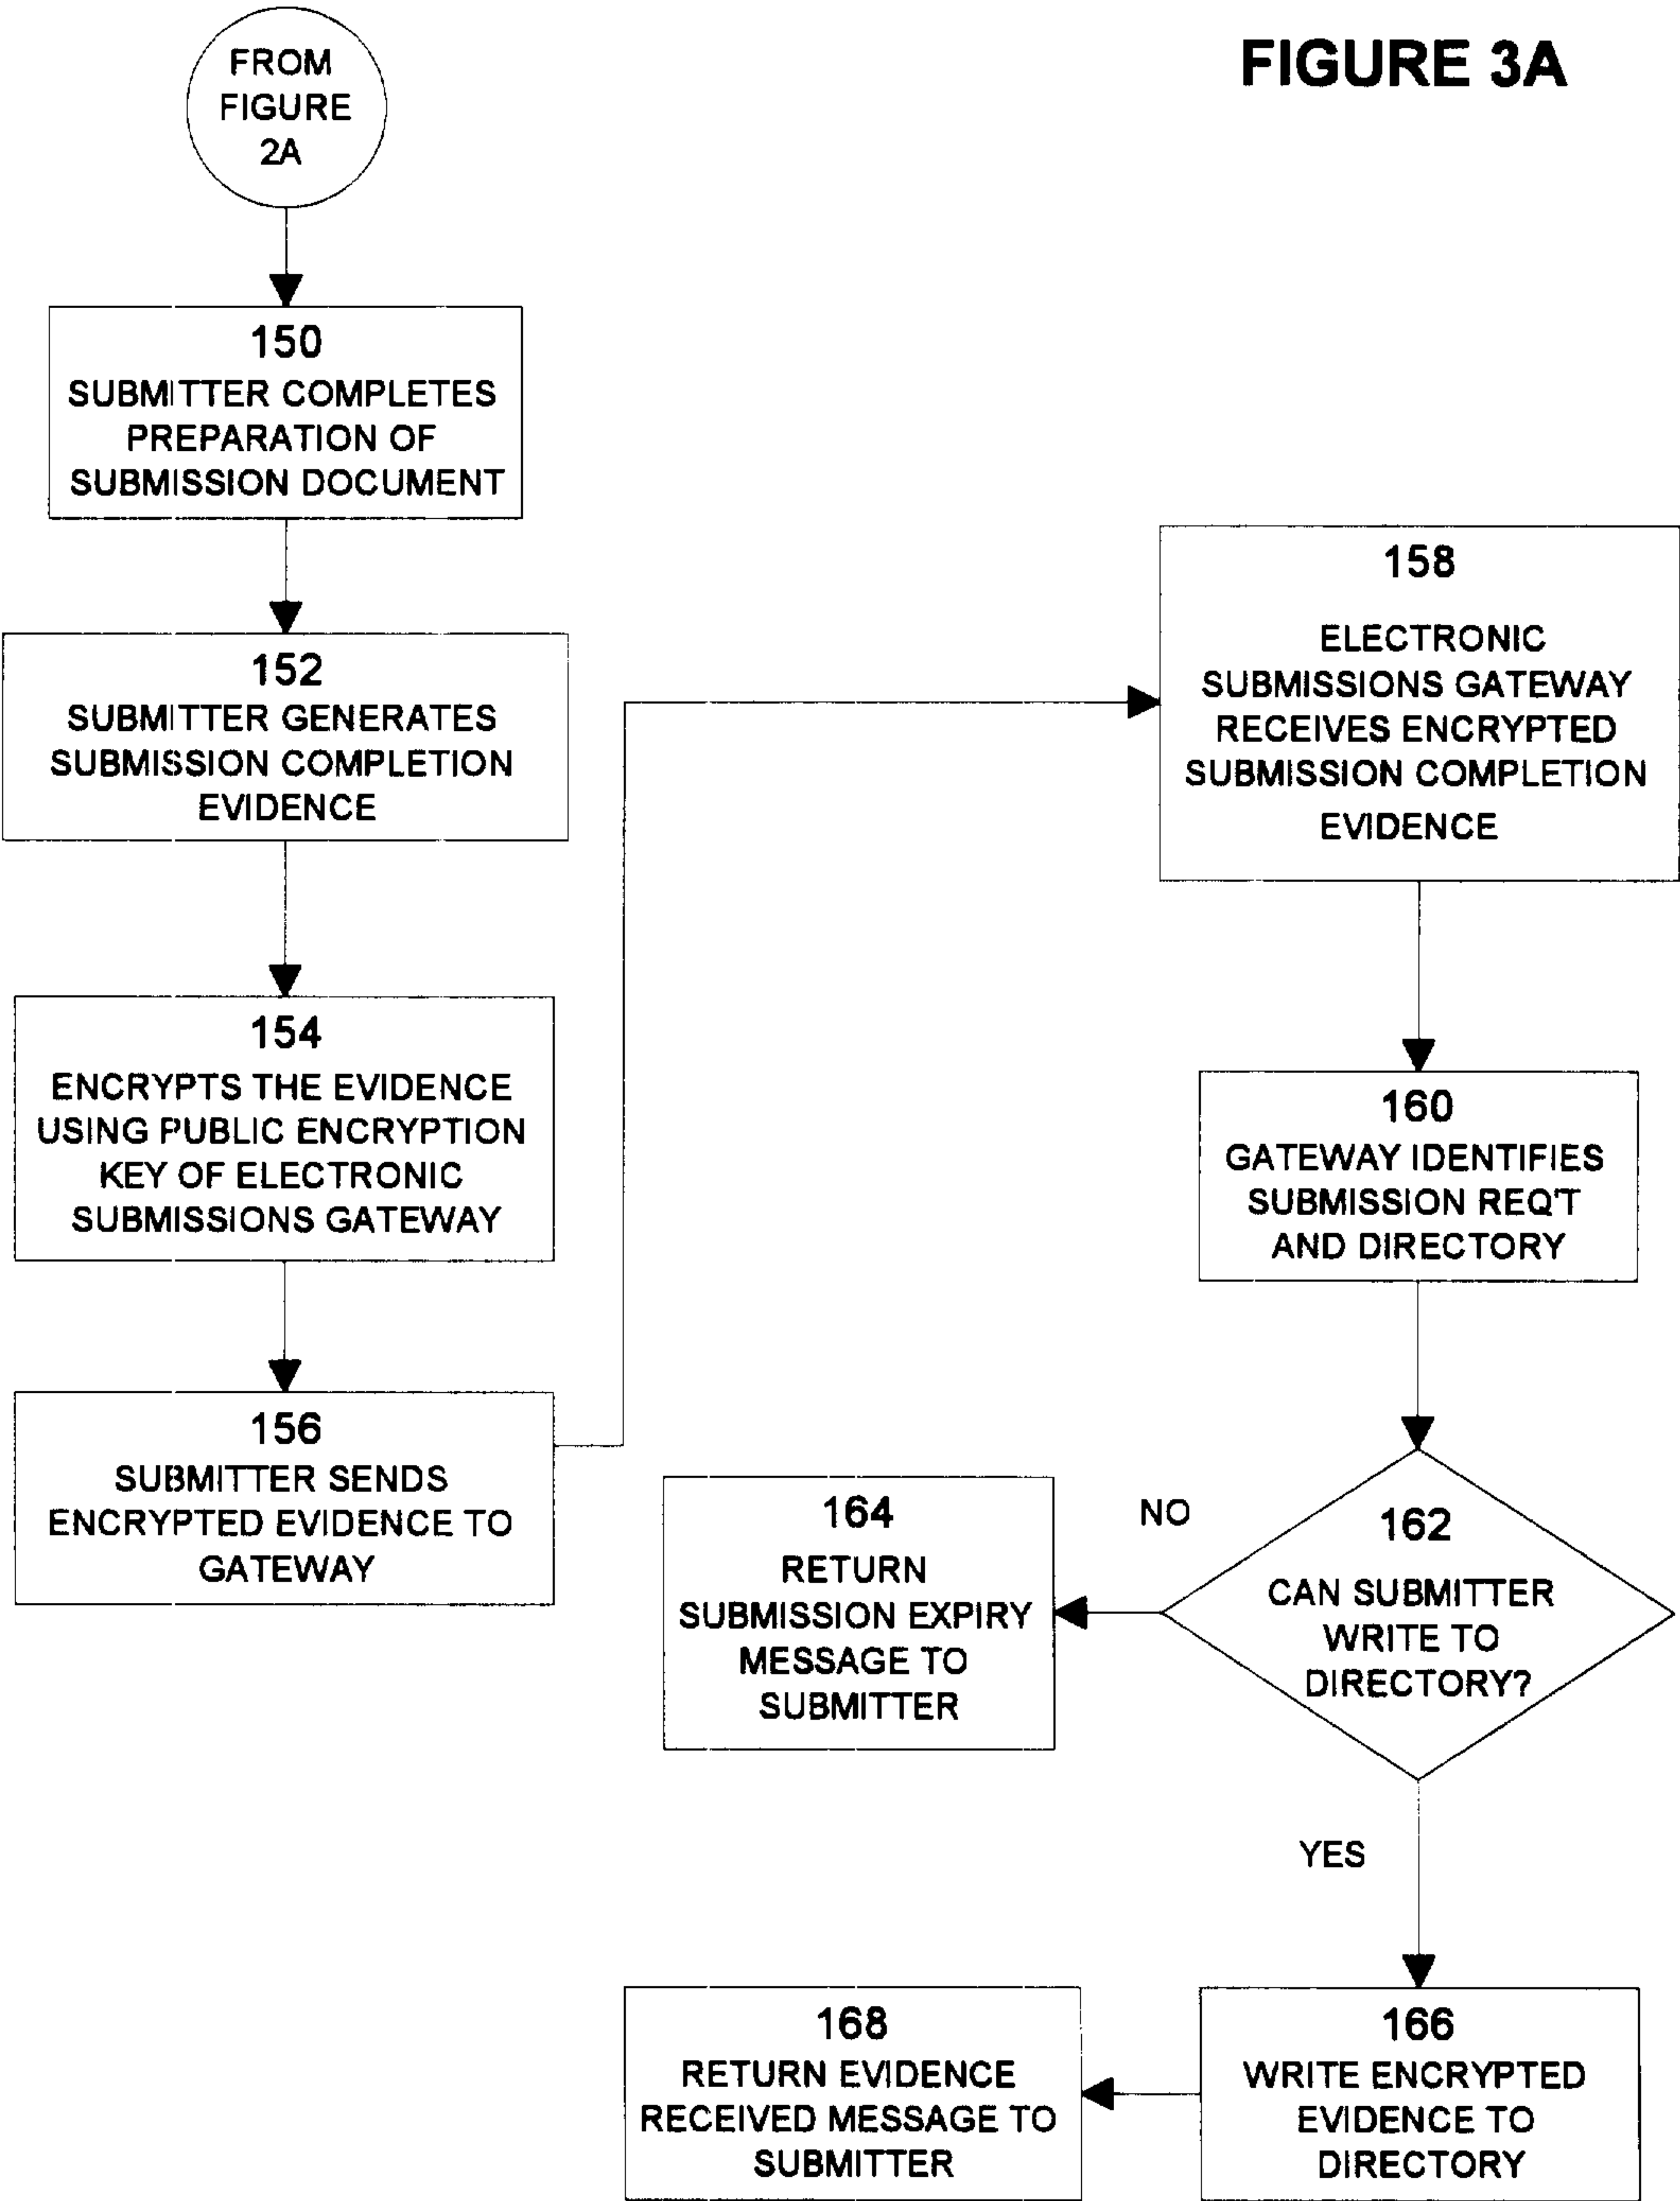 FIGURE 3A
FROM
FIGURE
2A
150
SUBMITTER COMPLETES
PREPARATION OF
SUBMISSION DOCUMENT
152
SUBMITTER GENERATES
SUBMISSION COMPLETION
EVIDENCE
154
ENCRYPTS THE EVIDENCE
USING PUBLIC ENCRYPTION
KEY OF ELECTRONIC
SUBMISSIONS GATEWAY
156
SUBMITTER SENDS
ENCRYPTED EVIDENCE TO
GATEWAY
158
ELECTRONIC
SUBMISSIONS GATEWAY
RECEIVES ENCRYPTED
SUBMISSION COMPLETION
EVIDENCE
160
GATEWAY IDENTIFIES
SUBMISSION REQ'T
AND DIRECTORY
162
CAN SUBMITTER
WRITE TO
DIRECTORY?
NO
164
RETURN
SUBMISSION EXPIRY
MESSAGE TO
SUBMITTER
YES
166
WRITE ENCRYPTED
EVIDENCE TO
DIRECTORY
168
RETURN EVIDENCE
RECEIVED MESSAGE TO
SUBMITTER